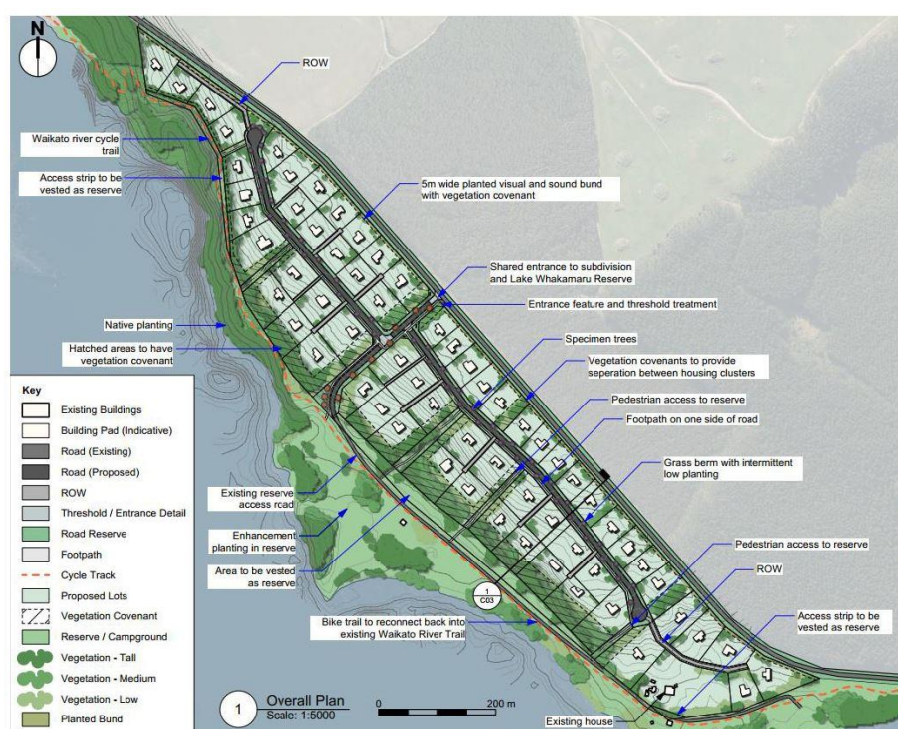 N
ROW
Waikato river cycle
trail
Access strip to be
vested as reserve
5m wide planted visual and sound bund
with vegetation covenant
Shared entrance to subdivision
and Lake Whakamaru Reserve
Entrance feature and threshold treatment
Native planting
Specimen trees
Hatched areas to have
vegetation covenant
Vegetation covenants to provide
seperation between housing clusters
Pedestrian access to reserve
Footpath on one side of road
Grass berm with intermittent
low planting
Existing reserve
access road
Enhancement
planting in reserve
Pedestrian access to reserve
Area to be vested
as reserve
ROW
1
C03
Bike trail to reconnect back into
existing Waikato River Trail
Access strip to be
vested as reserve
Existing house
Key
Existing Buildings
Building Pad (Indicative)
Road (Existing)
Road (Proposed)
ROW
Threshold / Entrance Detail
Road Reserve
Footpath
Cycle Track
Proposed Lots
Vegetation Covenant
Reserve / Campground
Vegetation - Tall
Vegetation - Medium
Vegetation - Low
Planted Bund
1
Overall Plan
Scale: 1:5000
0
200 m